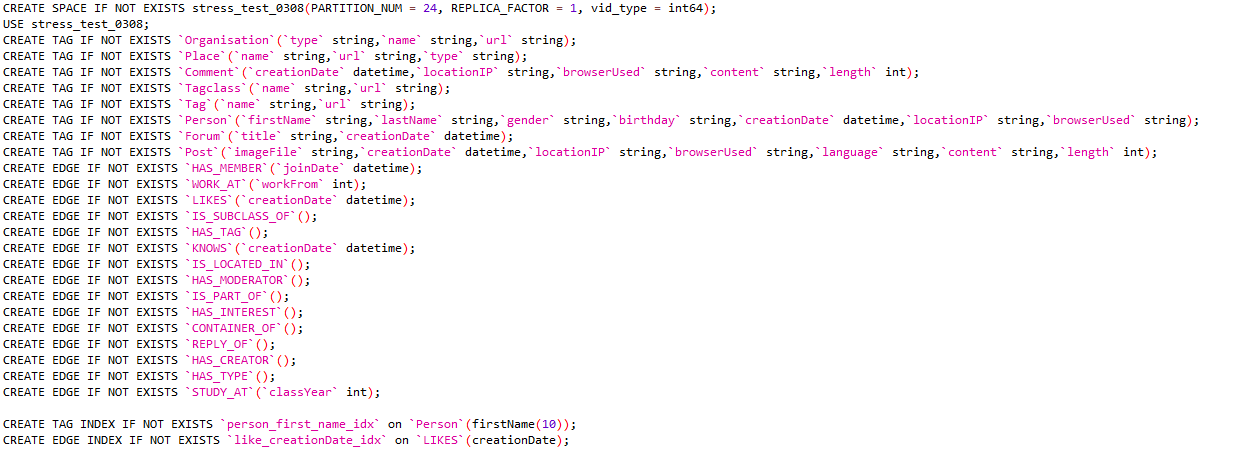 CREATE SPACE IF NOT EXISTS stress_test_0308(PARTITION_NUM = 24, REPLICA_FACTOR = 1, vid_type = int64);
USE stress_test_0308;
CREATE TAG IF NOT EXISTS `Organisation`(`type` string,`name` string,`url` string);
CREATE TAG IF NOT EXISTS `Place`(`name` string,`url` string,`type` string);
CREATE TAG IF NOT EXISTS `Comment`(`creationDate` datetime,`locationIP` string,`browserUsed` string,`content` string,`length` int);
CREATE TAG IF NOT EXISTS `Tagclass`(`name` string,`url` string);
CREATE TAG IF NOT EXISTS `Tag`(`name` string,`url` string);
CREATE TAG IF NOT EXISTS `Person`(`firstName` string,`lastName` string,`gender` string,`birthday` string,`creationDate` datetime,`locationIP` string,`browserUsed` string);
CREATE TAG IF NOT EXISTS `Forum`(`title` string,`creationDate` datetime);
CREATE TAG IF NOT EXISTS `Post`(`imageFile` string,`creationDate` datetime,`locationIP` string,`browserUsed` string,`language` string,`content` string,`length` int);
CREATE EDGE IF NOT EXISTS `HAS_MEMBER`(`joinDate` datetime);
CREATE EDGE IF NOT EXISTS `WORK_AT`(`workFrom` int);
CREATE EDGE IF NOT EXISTS `LIKES`(`creationDate` datetime);
CREATE EDGE IF NOT EXISTS `IS_SUBCLASS_OF`();
CREATE EDGE IF NOT EXISTS `HAS_TAG`();
CREATE EDGE IF NOT EXISTS `KNOWS`(`creationDate` datetime);
CREATE EDGE IF NOT EXISTS `IS_LOCATED_IN`();
CREATE EDGE IF NOT EXISTS `HAS_MODERATOR`();
CREATE EDGE IF NOT EXISTS `IS_PART_OF`();
CREATE EDGE IF NOT EXISTS `HAS_INTEREST`();
CREATE EDGE IF NOT EXISTS `CONTAINER_OF`();
CREATE EDGE IF NOT EXISTS `REPLY_OF`();
CREATE EDGE IF NOT EXISTS `HAS_CREATOR`();
CREATE EDGE IF NOT EXISTS `HAS_TYPE`();
CREATE EDGE IF NOT EXISTS `STUDY_AT`(`classYear` int);
CREATE TAG INDEX IF NOT EXISTS `person_first_name_idx` on `Person`(firstName(10));
CREATE EDGE INDEX IF NOT EXISTS `like_creationDate_idx` on `LIKES`(creationDate);